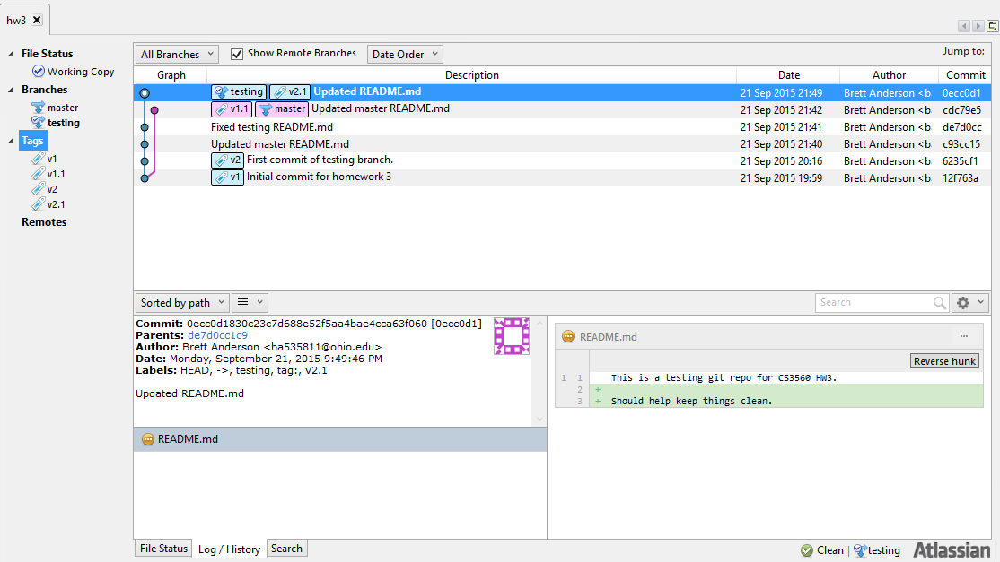 hw3
File Status
Working Copy
Branches
master
testing
Tags
v1
v1.1
v2
v2.1
Remotes
All Branches Show Remote Branches Date Order Jump to:
Graph Description Date Author Commit
testing v2.1 Updated README.md 21 Sep 2015 21:49 Brett Anderson <b 0ecc0d1
v1.1 master Updated master README.md 21 Sep 2015 21:42 Brett Anderson <b cdc79e5
Fixed testing README.md 21 Sep 2015 21:41 Brett Anderson <b de7d0cc
Updated master README.md 21 Sep 2015 21:40 Brett Anderson <b c93cc15
v2 First commit of testing branch. 21 Sep 2015 20:16 Brett Anderson <b 6235cf1
v1 Initial commit for homework 3 21 Sep 2015 19:59 Brett Anderson <b 12f763a
Sorted by path Search
Commit: 0ecc0d1830c23c7d688e52f5aa4bae4cca63f060 [0ecc0d1]
Parents: de7d0cc1c9
Author: Brett Anderson <ba535811@ohio.edu>
Date: Monday, September 21, 2015 9:49:46 PM
Labels: HEAD, ->, testing, tag:, v2.1
Updated README.md
README.md
README.md ...
Reverse hunk
1 1 This is a testing git repo for CS3560 HW3.
2 +
3 + Should help keep things clean.
File Status Log / History Search
Clean | testing Atlassian